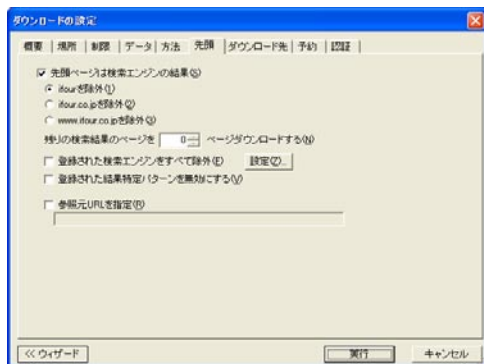 ダウンロードの設定
概要 場所 制限 データ 方法 先頭 ダウンロード先 予約 認証
先頭ページは検索エンジンの結果(S)
ifourを除外(1)
ifour.co.jpを除外(2)
www.ifour.co.jpを除外(3)
残りの検索結果のページを 0 ページダウンロードする(N)
登録された検索エンジンをすべて除外(E) 設定(Z)...
登録された結果特定パターンを無効にする(V)
参照元URLを指定(R)
<< ウィザード 実行 キャンセル